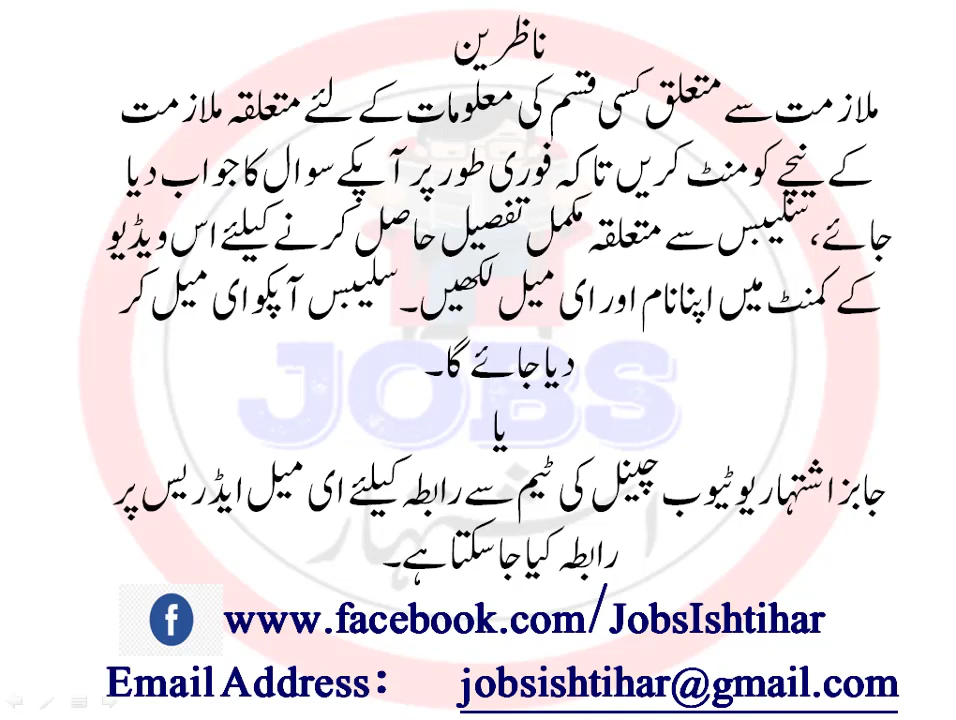 ناظرین
ملازمت سے متعلق کسی قسم کی معلومات کے لئے متعلقہ ملازمت
کے نیچے کومنٹ کریں تاکہ فوری طور پر آپکے سوال کا جواب دیا
جائے، سلیبس سے متعلقہ مکمل تفصیل حاصل کرنے کیلئے اس ویڈیو
کے کمنٹ میں اپنا نام اور ای میل لکھیں۔ سلیبس آپکو ای میل کر
دیا جائے گا۔
یا
جابز اشتہار یوٹیوب چینل کی ٹیم سے رابطہ کیلئے ای میل ایڈریس پر
رابطہ کیا جاسکتا ہے۔
www.facebook.com/JobsIshtihar
Email Address: jobsishtihar@gmail.com
JOBS
اشتہار